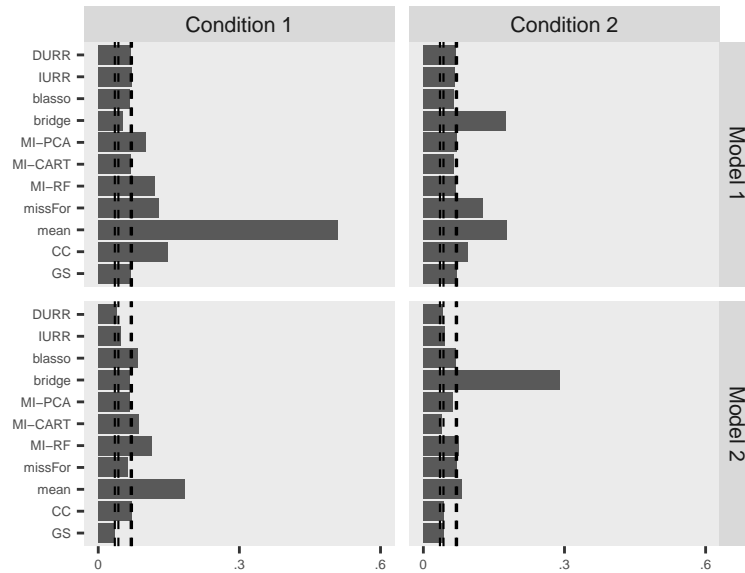 Condition 1
Condition 2
DURR
IURR
blasso
bridge
MI−PCA
MI−CART
MI−RF
missFor
mean
CC
GS
Model 1
DURR
IURR
blasso
bridge
MI−PCA
MI−CART
MI−RF
missFor
mean
CC
GS
Model 2
0 .3 .6
0 .3 .6